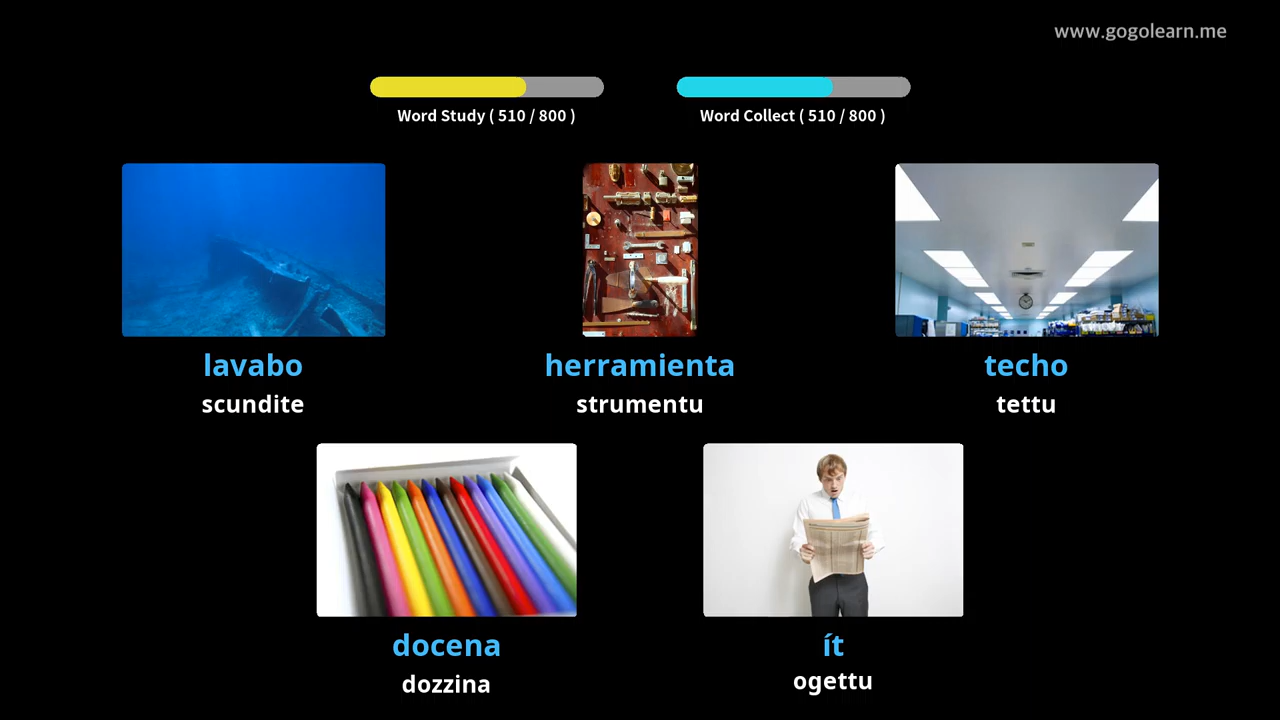 www.gogolearn.me
Word Study ( 510 / 800 )
Word Collect ( 510 / 800 )
lavabo
scundite
herramienta
strumentu
techo
tettu
docena
dozzina
ít
ogettu